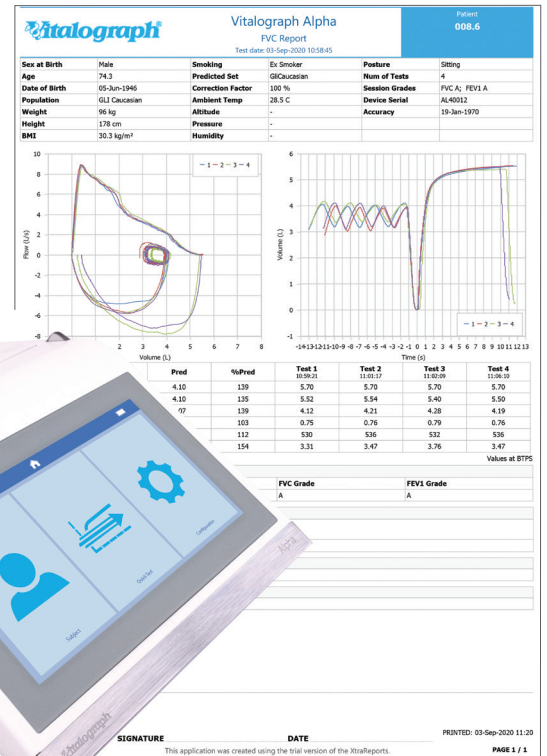 Vitalograph®
Vitalograph Alpha
FVC Report
Test date: 03-Sep-2020 10:58:45
Patient
008.6
Sex at Birth Male Smoking Ex Smoker Posture Sitting
Age 74.3 Predicted Set GliCaucasian Num of Tests 4
Date of Birth 05-Jun-1946 Correction Factor 100 % Session Grades FVC A; FEV1 A
Population GLI Caucasian Ambient Temp 28.5 C Device Serial AL40012
Weight 96 kg Altitude - Accuracy 19-Jan-1970
Height 178 cm Pressure -
BMI 30.3 kg/m² Humidity -
Flow (L/s)
10
8
6
4
2
0
-2
-4
-6
-8
1 2 3 4
2 3 4 5 6 7 8
Volume (L)
Volume (L)
6
5
4
3
2
1
0
-1
1 2 3 4
-14-13-12-11-10-9 -8 -7 -6 -5 -4 -3 -2 -1 0 1 2 3 4 5 6 7 8 9 10 11 12 13
Time (s)
Pred %Pred Test 1 Test 2 Test 3 Test 4
10:59:21 11:01:17 11:02:09 11:06:10
4.10 139 5.70 5.70 5.70 5.70
4.10 135 5.52 5.54 5.40 5.50
07 139 4.12 4.21 4.28 4.19
103 0.75 0.76 0.79 0.76
112 530 536 532 536
154 3.31 3.47 3.76 3.47
Values at BTPS
FVC Grade FEV1 Grade
A A
Subject
Quick Test
Configuration
Alpha
Vitalograph
SIGNATURE DATE
PRINTED: 03-Sep-2020 11:20
This application was created using the trial version of the XtraReports.
PAGE 1 / 1